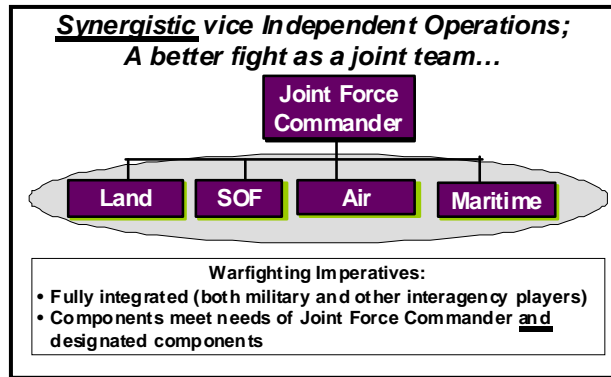 Synergistic vice Independent Operations;
A better fight as a joint team…
Joint Force
Commander
Land SOF Air Maritime
Warfighting Imperatives:
• Fully integrated (both military and other interagency players)
• Components meet needs of Joint Force Commander and
designated components